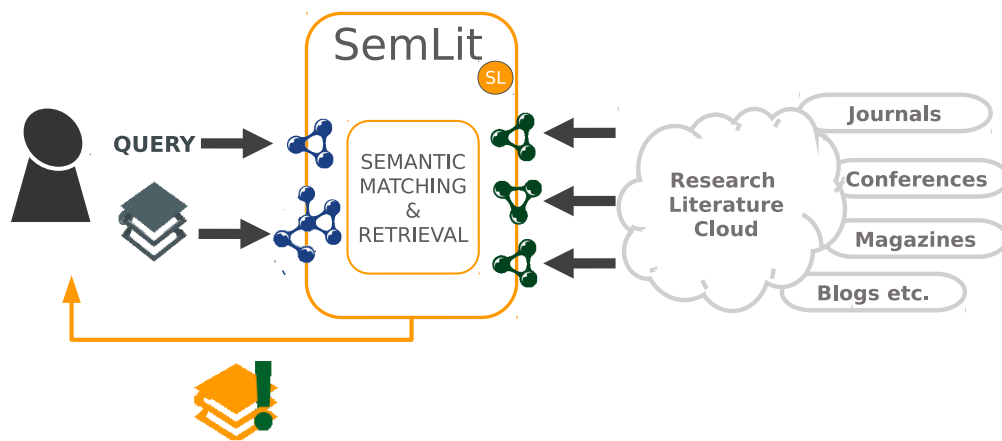 SemLit
SL
QUERY
SEMANTIC
MATCHING
&
RETRIEVAL
Research
Literature
Cloud
Journals
Conferences
Magazines
Blogs etc.
!